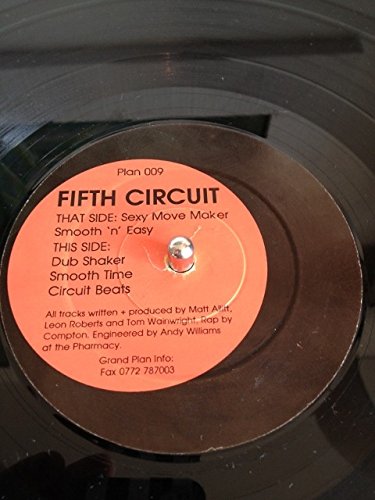 Plan 009
FIFTH CIRCUIT
THAT SIDE: Sexy Move Maker
Smooth 'n' Easy
THIS SIDE:
Dub Shaker
Smooth Time
Circuit Beats
All tracks written + produced by Matt Allitt,
Leon Roberts and Tom Wainwright, Rap by
Compton. Engineered by Andy Williams
at the Pharmacy.
Grand Plan Info:
Fax 0772 787003